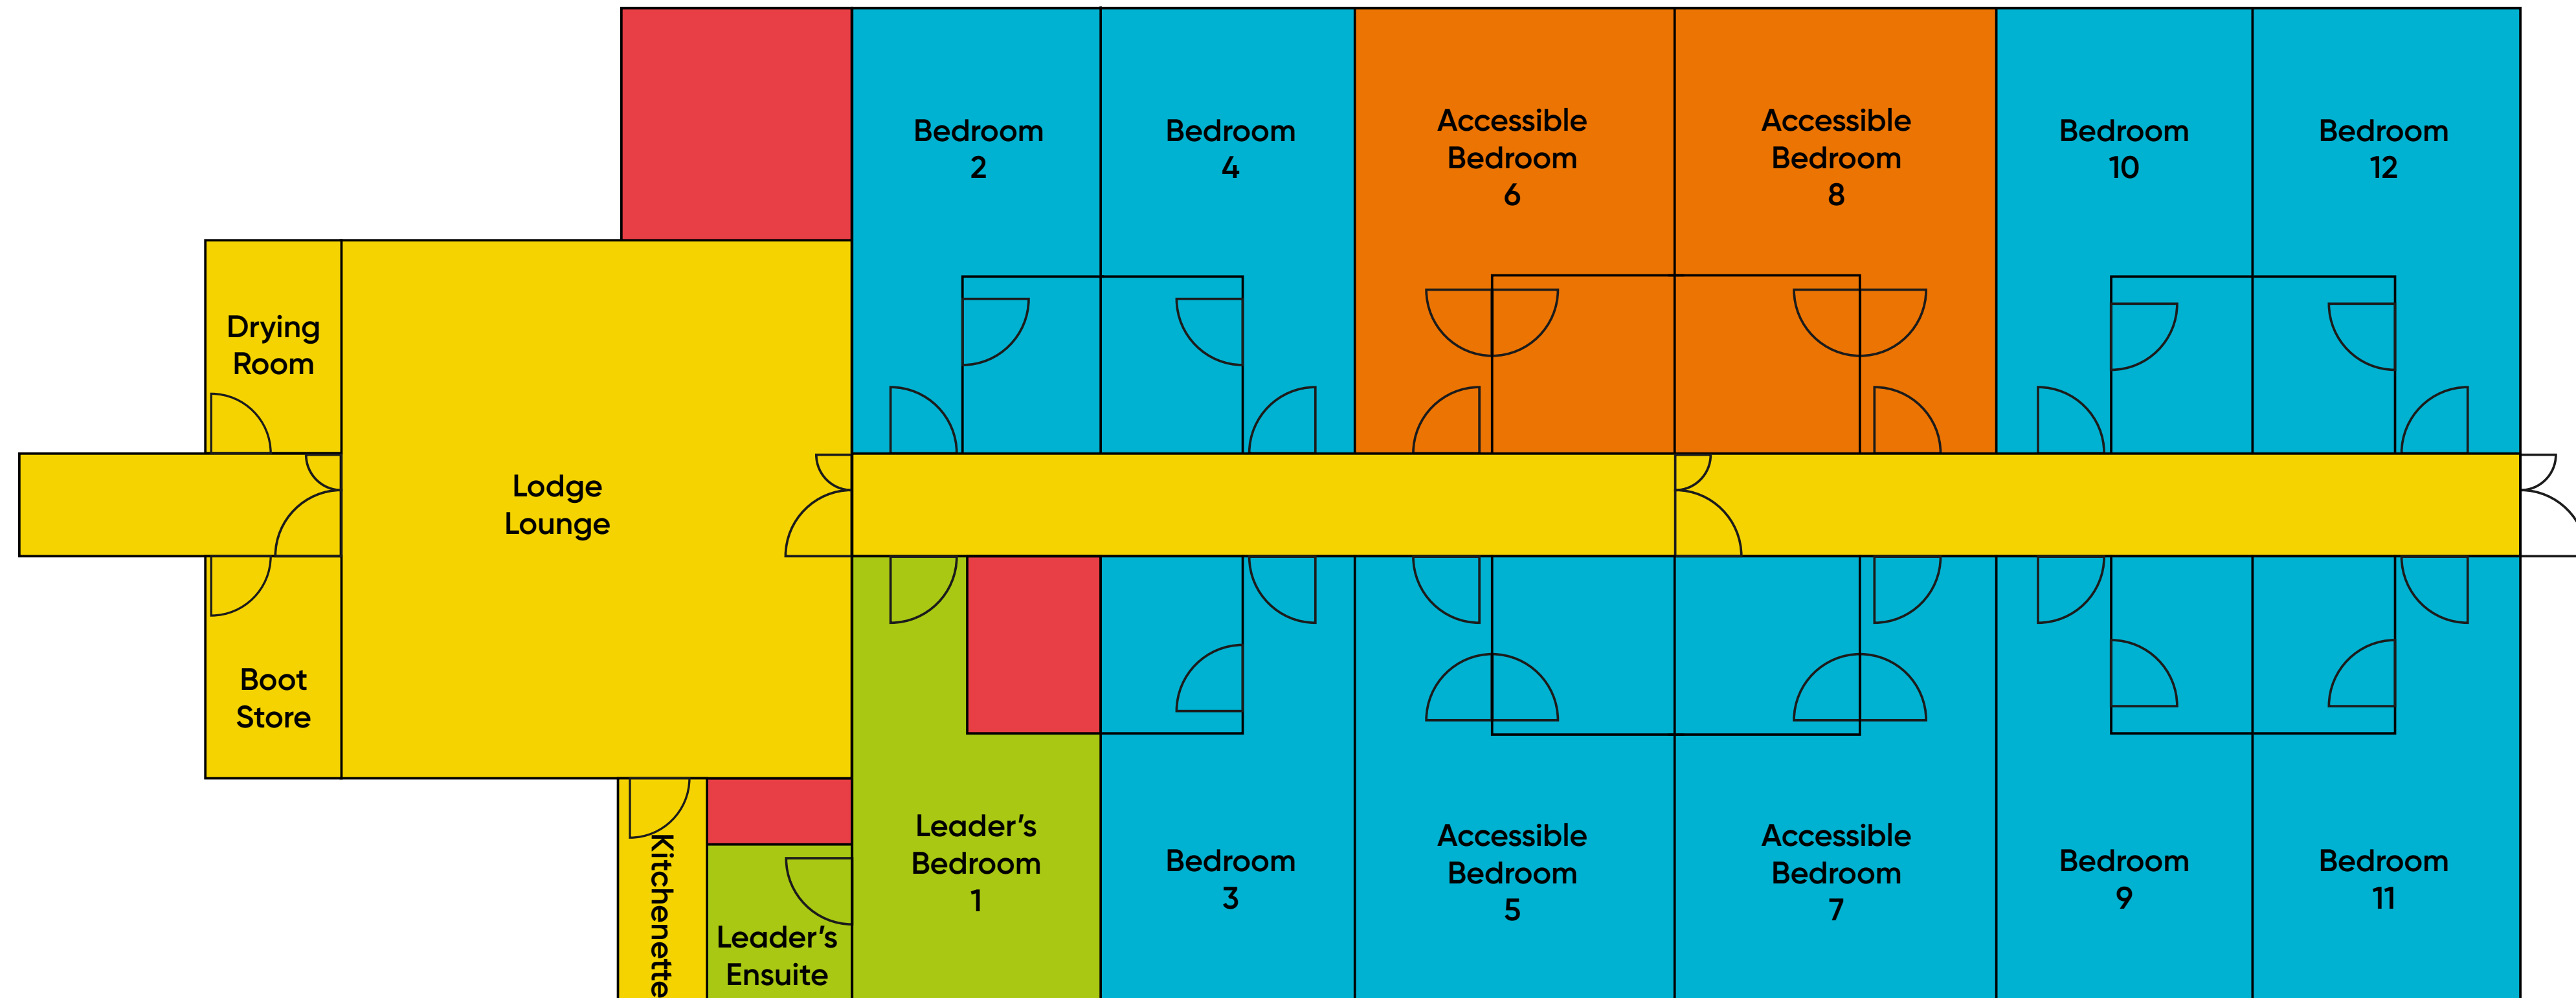 Bedroom
2
Bedroom
4
Accessible
Bedroom
6
Accessible
Bedroom
8
Bedroom
10
Bedroom
12
Drying
Room
Lodge
Lounge
Boot
Store
Kitchenette
Leader's
Ensuite
Leader's
Bedroom
1
Bedroom
3
Accessible
Bedroom
5
Accessible
Bedroom
7
Bedroom
9
Bedroom
11